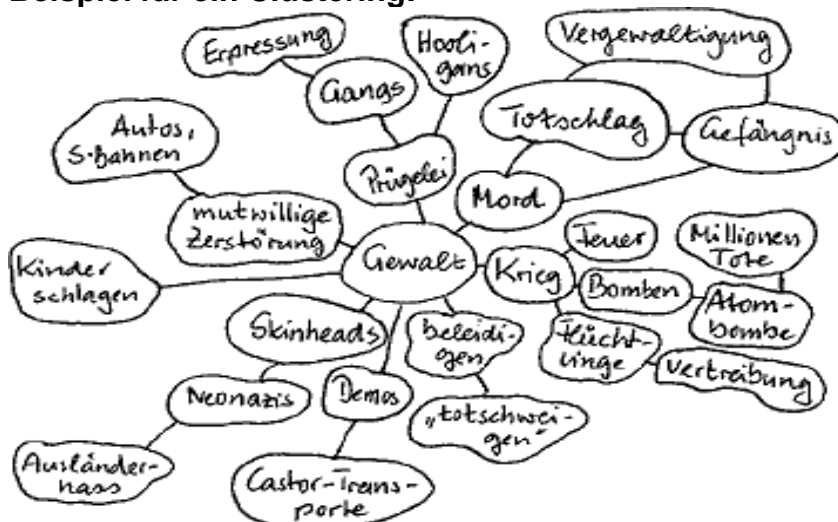 Beispiel für ein Clustering:
Erpressung
Hooli-
gans
Vergewaltigung
Gangs
Autos,
S-Bahnen
Totschlag
Gefängnis
Prügelei
Mord
mutwillige
Zerstörung
Gewalt
Krieg
Feuer
Millionen
Tote
Kinder
schlagen
Bomben
Atom-
bombe
Skinheads
beleidi-
gen
Flücht-
linge
Vertreibung
Neonazis
Demos
„totschwei-
gen"
Ausländer-
hass
Castor-Trans-
porte